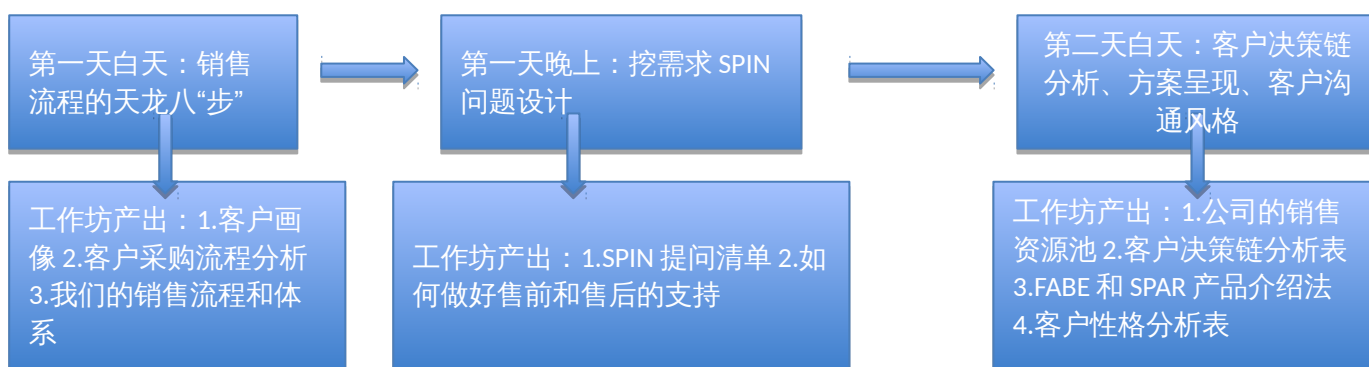 第一天白天：销售
流程的天龙八“步”
第一天晚上：挖需求 SPIN
问题设计
第二天白天：客户决策链
分析、方案呈现、客户沟
通风格
工作坊产出：1.客户画
像 2.客户采购流程分析
3.我们的销售流程和体
系
工作坊产出：1.SPIN 提问清单 2.如
何做好售前和售后的支持
工作坊产出：1.公司的销售
资源池 2.客户决策链分析表
3.FABE 和 SPAR 产品介绍法
4.客户性格分析表